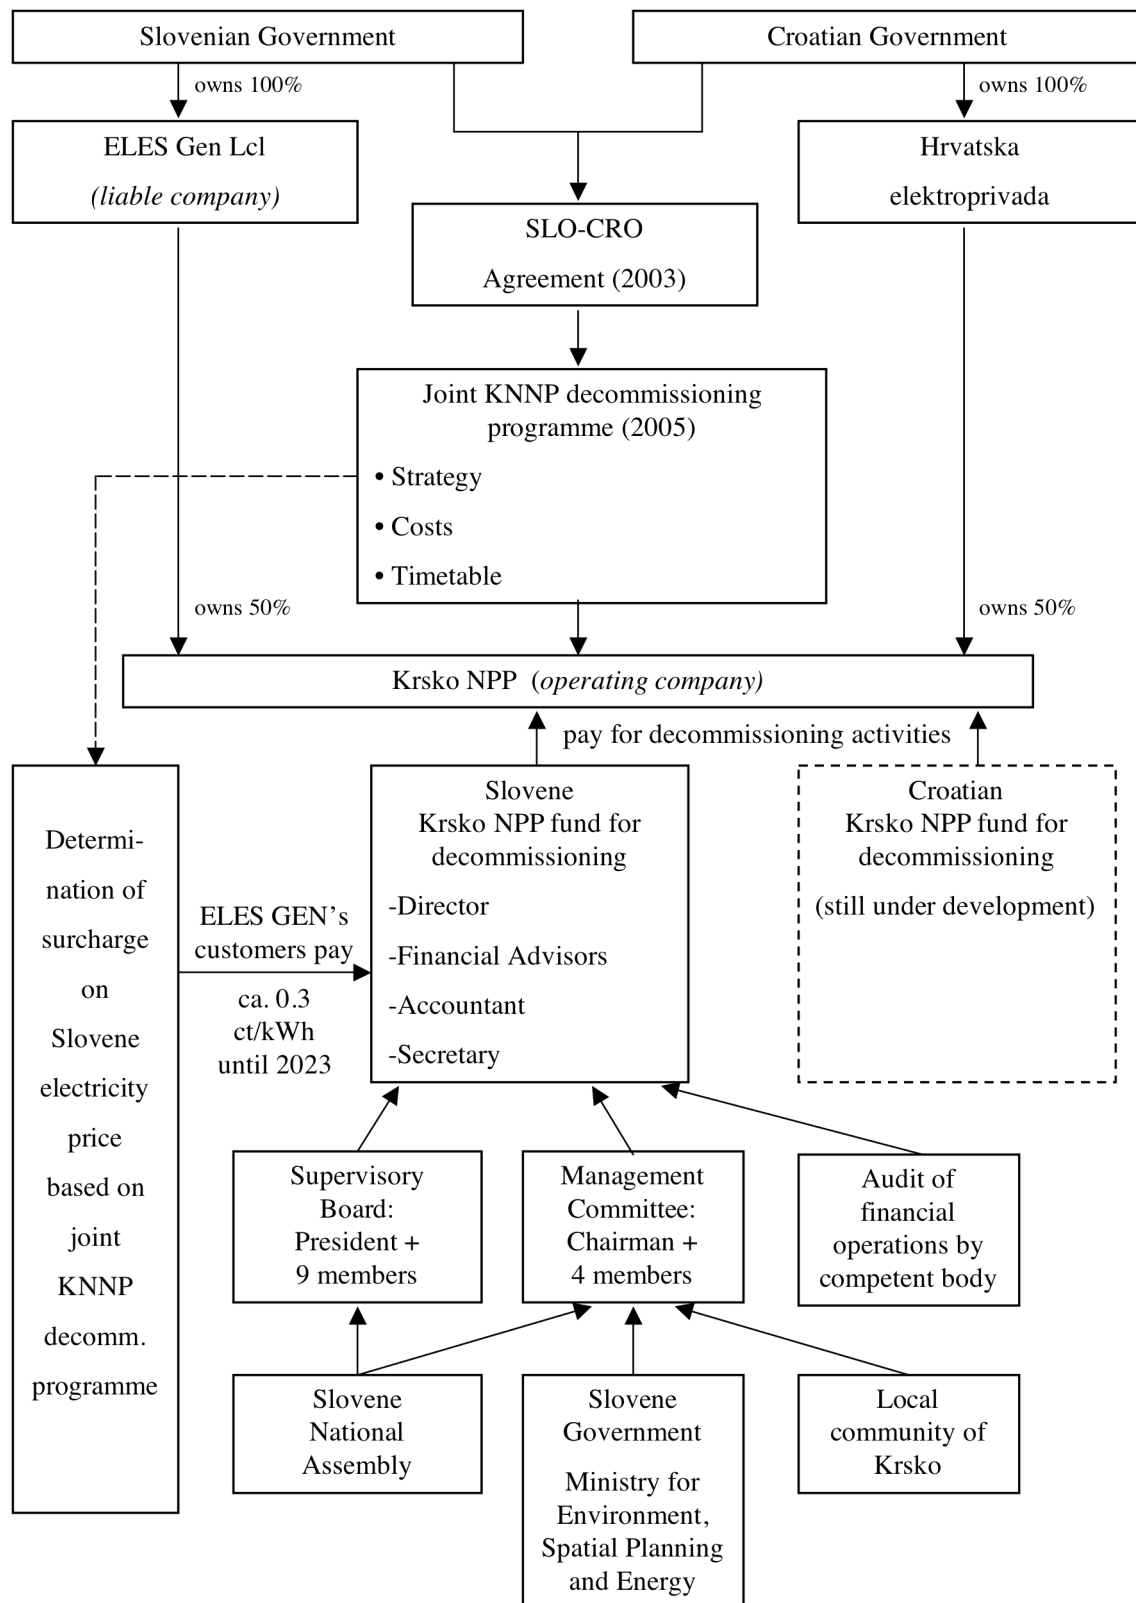 Slovenian Government
Croatian Government
owns 100%
owns 100%
ELES Gen Lcl
(liable company)
Hrvatska
elektroprivada
SLO-CRO
Agreement (2003)
Joint KNNP decommissioning
programme (2005)
• Strategy
• Costs
• Timetable
owns 50%
owns 50%
Krsko NPP (operating company)
pay for decommissioning activities
Determi-
nation of
surcharge
on
Slovene
electricity
price
based on
joint
KNNP
decomm.
programme
ELES GEN’s
customers pay
ca. 0.3
ct/kWh
until 2023
Slovene
Krsko NPP fund for
decommissioning
-Director
-Financial Advisors
-Accountant
-Secretary
Croatian
Krsko NPP fund for
decommissioning
(still under development)
Supervisory
Board:
President +
9 members
Management
Committee:
Chairman +
4 members
Audit of
financial
operations by
competent body
Slovene
National
Assembly
Slovene
Government
Ministry for
Environment,
Spatial Planning
and Energy
Local
community of
Krsko